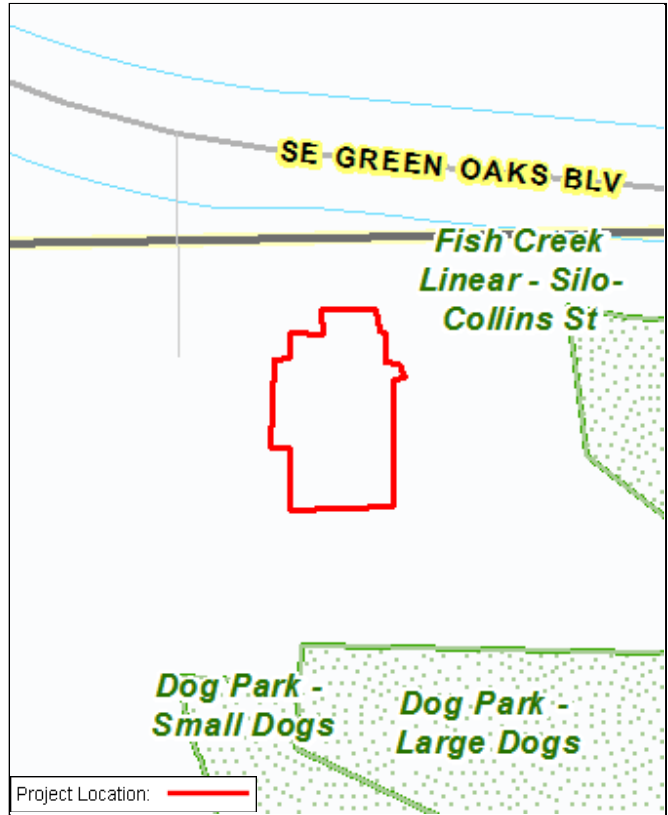 SE GREEN OAKS BLV
Fish Creek
Linear - Silo-
Collins St
Dog Park -
Small Dogs
Dog Park -
Large Dogs
Project Location: